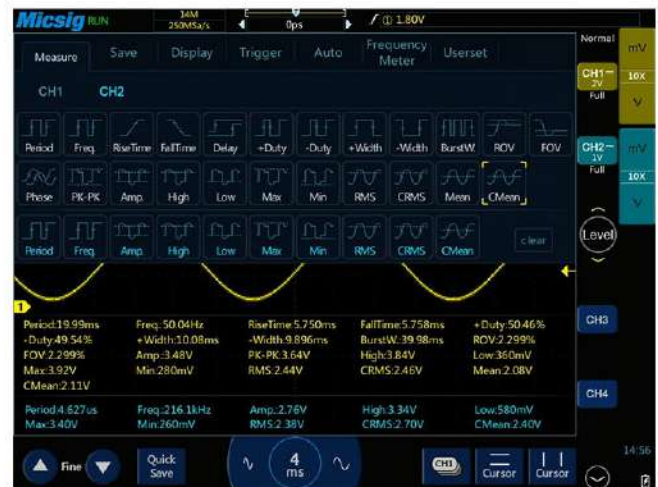 Micsig RUN 14M 250MSa/s 0ps 1.80V
Measure Save Display Trigger Auto Frequency Meter Userset
Normal
mV
CH1 CH2
CH1
2V
Full
10X
V
Period Freq. RiseTime FallTime Delay +Duty -Duty +Width -Width BurstW. ROV FOV
CH2
1V
Full
mV
10X
V
Phase PK-PK Amp. High Low Max Min RMS CRMS Mean CMean
Period Freq. Amp. High Low Max Min RMS CRMS CMean clear
Level
1
Period:19.99ms Freq.:50.04Hz RiseTime:5.750ms FallTime:5.758ms +Duty:50.46%
-Duty:49.54% +Width:10.08ms -Width:9.896ms BurstW.:39.98ms ROV:2.299%
FOV:2.299% Amp.:3.48V PK-PK:3.64V High:3.84V Low:360mV
Max:3.92V Min:280mV RMS:2.44V CRMS:2.46V Mean:2.08V
CMean:2.11V
CH3
CH4
Period:4.627us Freq.:216.1kHz Amp.:2.76V High:3.34V Low:580mV
Max:3.40V Min:260mV RMS:2.38V CRMS:2.70V CMean:2.40V
Fine Quick Save 4 ms CH1 Cursor Cursor 14:56